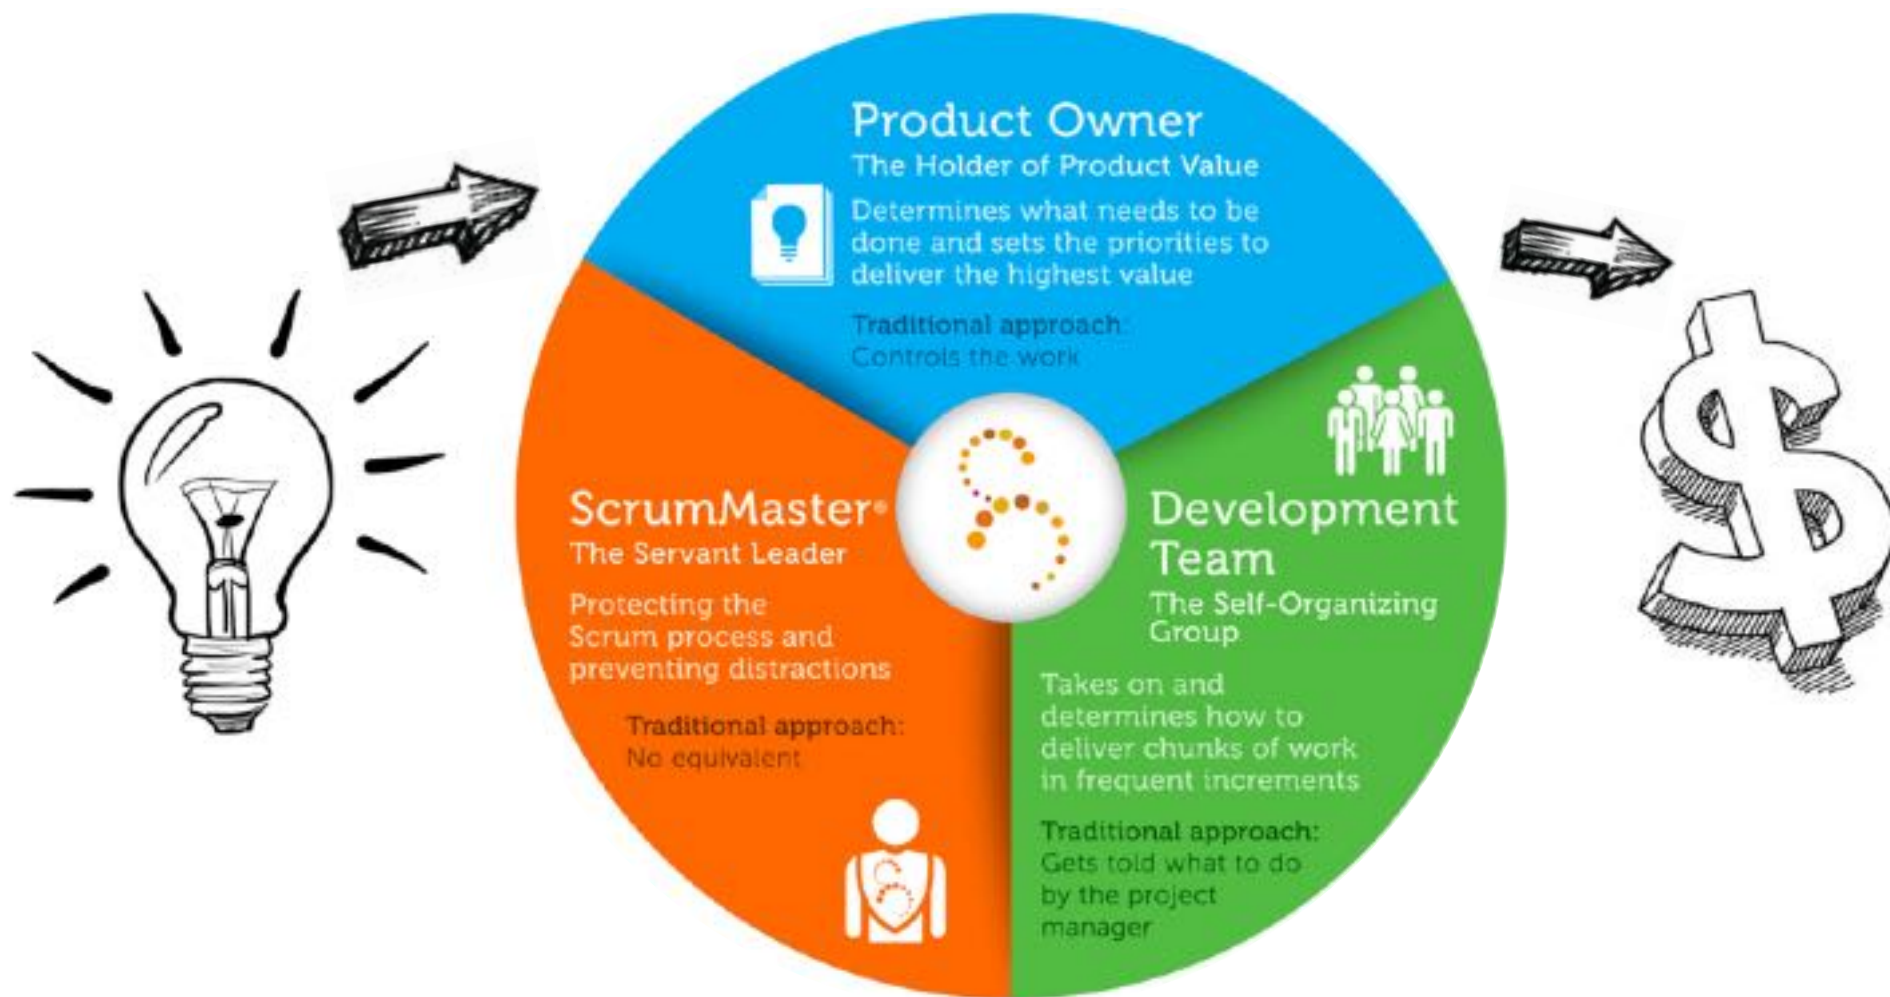 Product Owner
The Holder of Product Value
Determines what needs to be
done and sets the priorities to
deliver the highest value
Traditional approach:
Controls the work
ScrumMaster®
The Servant Leader
Protecting the
Scrum process and
preventing distractions
Traditional approach:
No equivalent
Development
Team
The Self-Organizing
Group
Takes on and
determines how to
deliver chunks of work
in frequent increments
Traditional approach:
Gets told what to do
by the project
manager